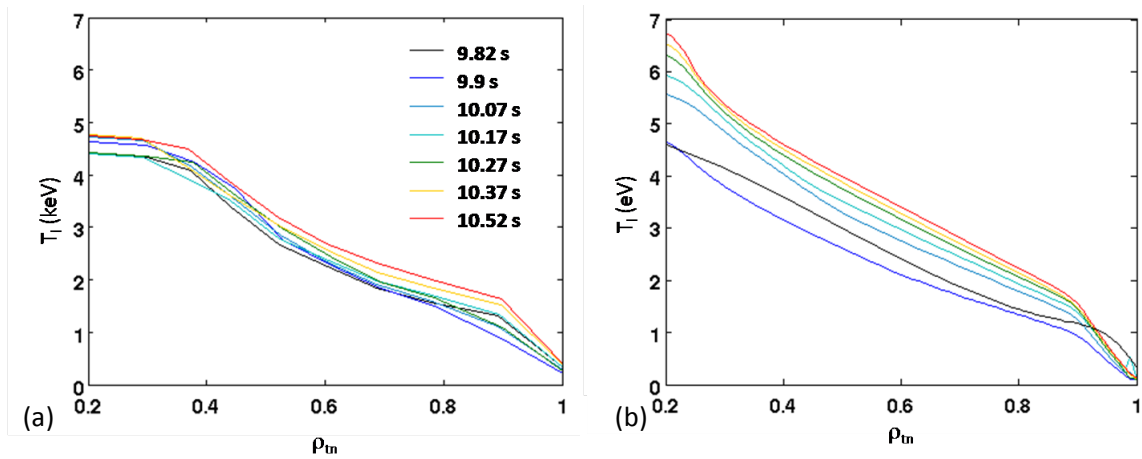 7
6
5
4
3
2
1
0
T_I (keV)
9.82 s
9.9 s
10.07 s
10.17 s
10.27 s
10.37 s
10.52 s
0.2 0.4 0.6 0.8 1
ρ_tn
(a)
7
6
5
4
3
2
1
0
T_I (eV)
0.2 0.4 0.6 0.8 1
ρ_tn
(b)